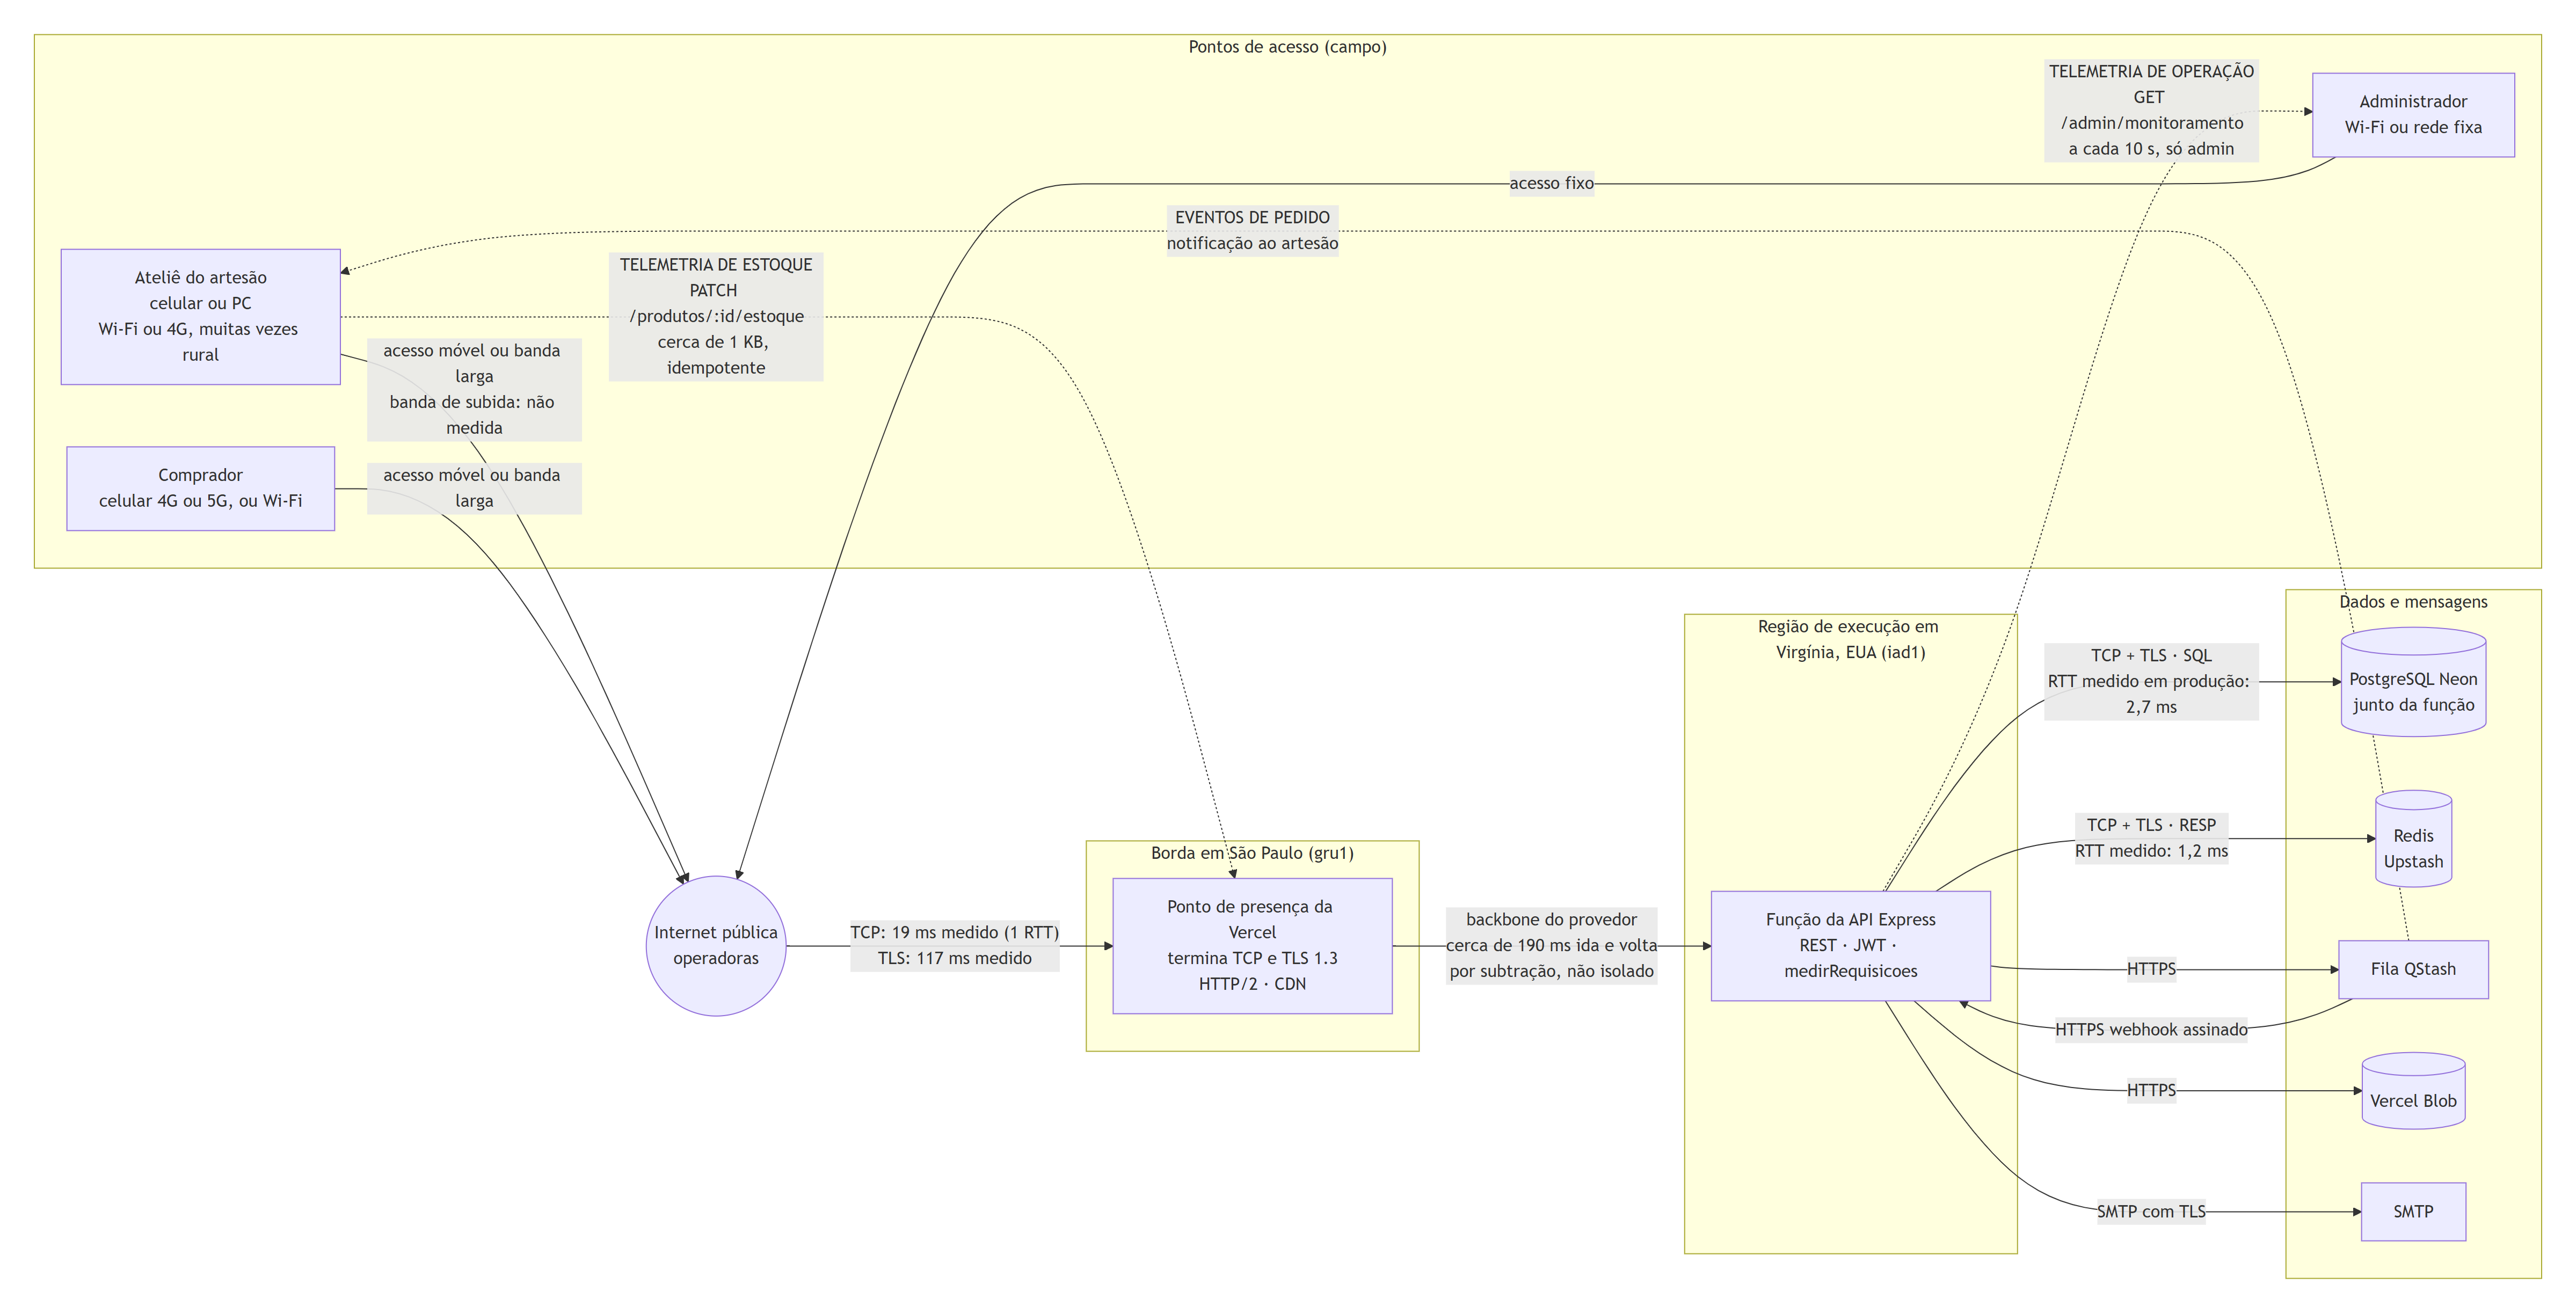 Pontos de acesso (campo)
TELEMETRIA DE OPERAÇÃO
GET
/admin/monitoramento
a cada 10 s, só admin
Administrador
Wi-Fi ou rede fixa
acesso fixo
EVENTOS DE PEDIDO
notificação ao artesão
Ateliê do artesão
celular ou PC
Wi-Fi ou 4G, muitas vezes
rural
TELEMETRIA DE ESTOQUE
PATCH
/produtos/:id/estoque
cerca de 1 KB,
idempotente
acesso móvel ou banda
larga
banda de subida: não
medida
Comprador
celular 4G ou 5G, ou Wi-Fi
acesso móvel ou banda
larga
Internet pública
operadoras
TCP: 19 ms medido (1 RTT)
TLS: 117 ms medido
Borda em São Paulo (gru1)
Ponto de presença da
Vercel
termina TCP e TLS 1.3
HTTP/2 · CDN
backbone do provedor
cerca de 190 ms ida e volta
por subtração, não isolado
Região de execução em
Virgínia, EUA (iad1)
Função da API Express
REST · JWT ·
medirRequisicoes
TCP + TLS · SQL
RTT medido em produção:
2,7 ms
TCP + TLS · RESP
RTT medido: 1,2 ms
HTTPS
HTTPS webhook assinado
HTTPS
SMTP com TLS
Dados e mensagens
PostgreSQL Neon
junto da função
Redis
Upstash
Fila QStash
Vercel Blob
SMTP